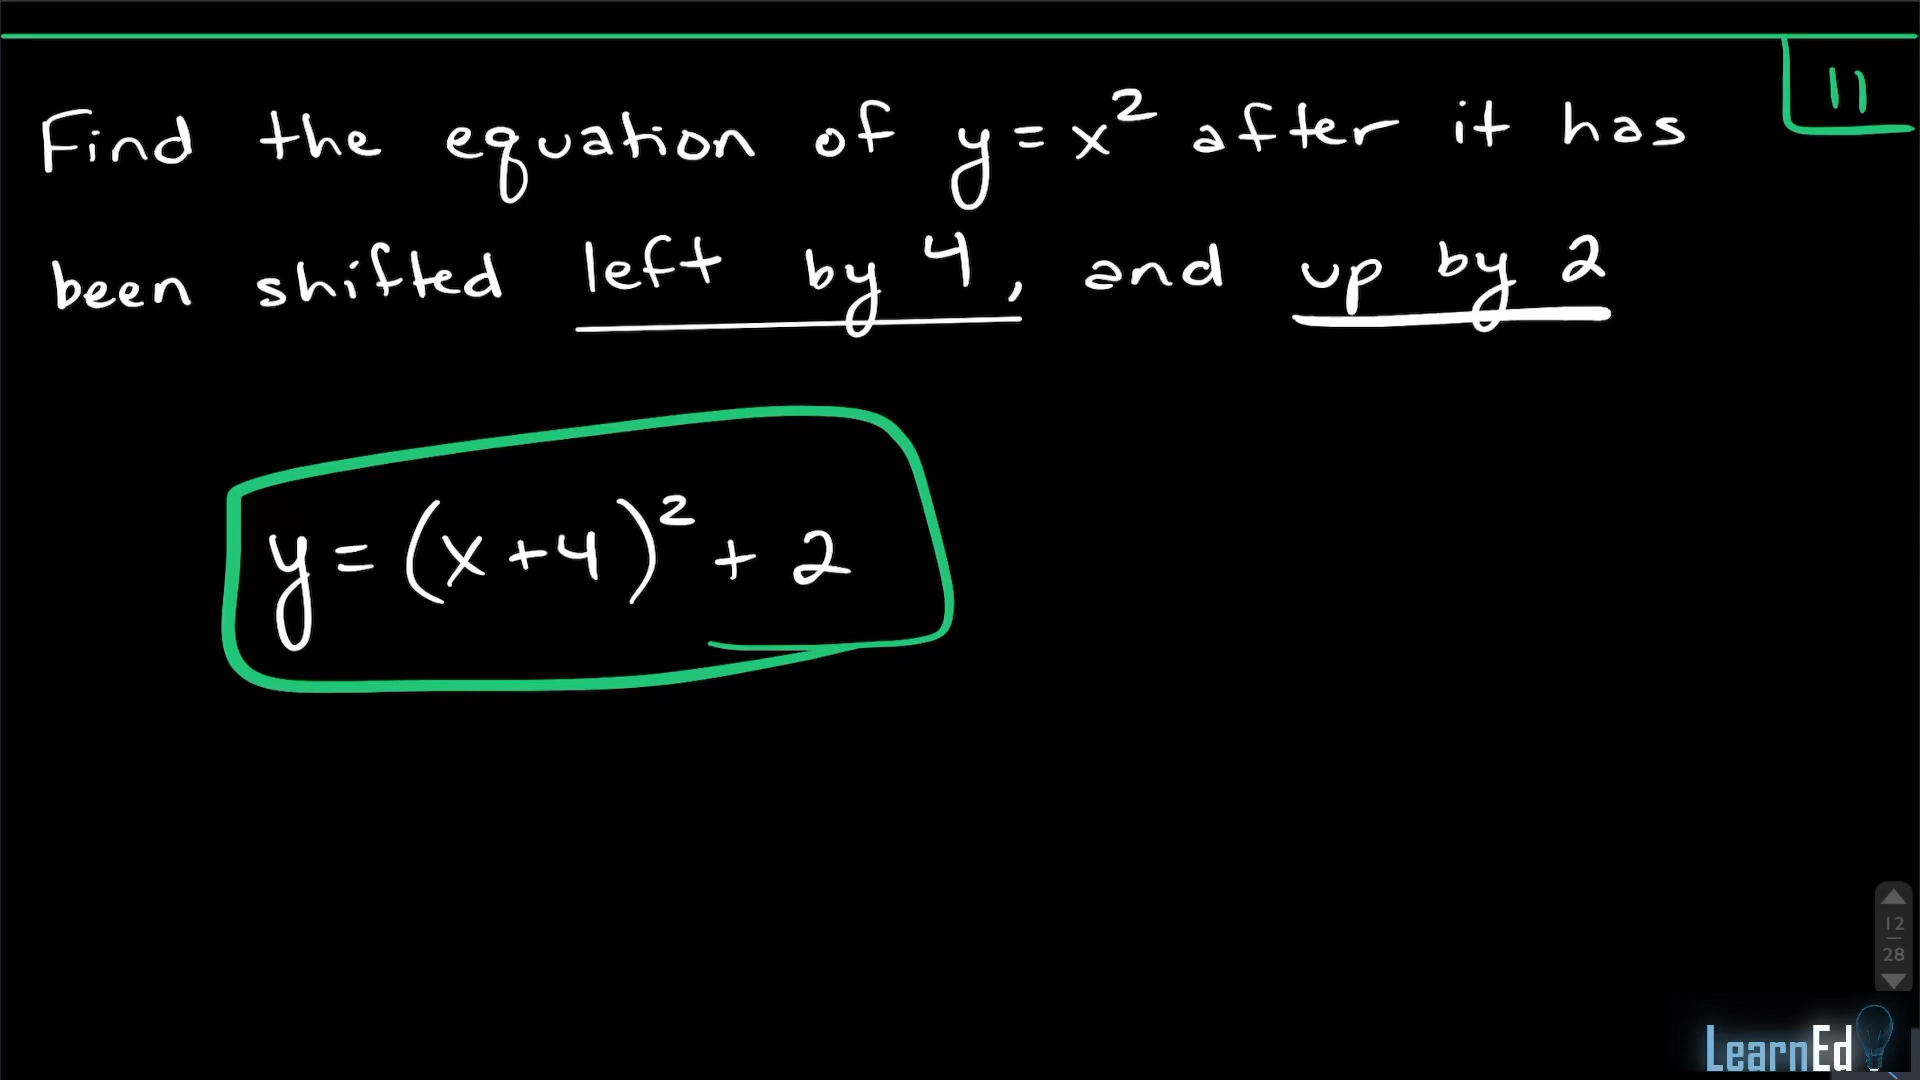 11
Find the equation of y = x² after it has
been shifted left by 4, and up by 2
y = (x + 4)² + 2
12
28
LearnEd